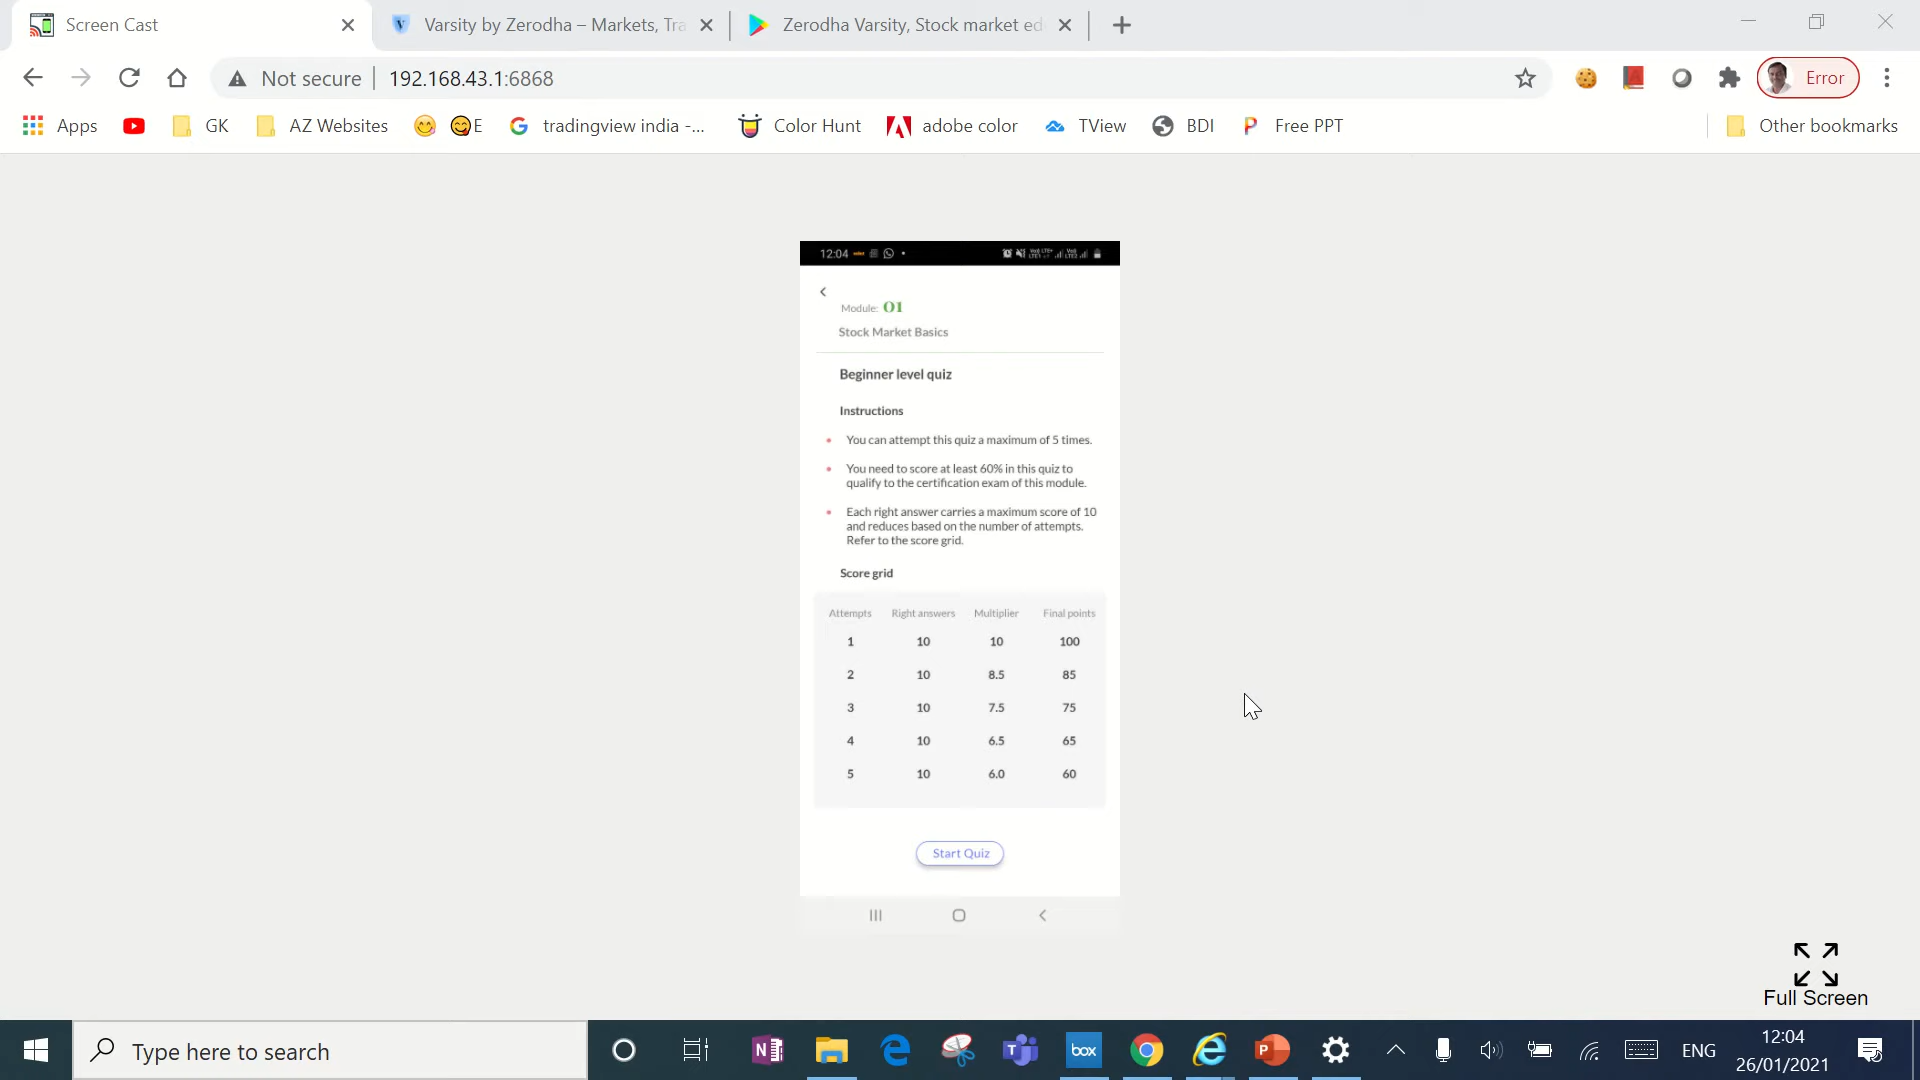 Screen Cast
Varsity by Zerodha – Markets, Tra
Zerodha Varsity, Stock market ed
Not secure
192.168.43.1:6868
Error
Apps
GK
AZ Websites
E
tradingview india -...
Color Hunt
adobe color
TView
BDI
Free PPT
Other bookmarks
12:04
Module: 01
Stock Market Basics
Beginner level quiz
Instructions
• You can attempt this quiz a maximum of 5 times.
• You need to score at least 60% in this quiz to
qualify to the certification exam of this module.
• Each right answer carries a maximum score of 10
and reduces based on the number of attempts.
Refer to the score grid.
Score grid
Attempts Right answers Multiplier Final points
1 10 10 100
2 10 8.5 85
3 10 7.5 75
4 10 6.5 65
5 10 6.0 60
Start Quiz
Full Screen
Type here to search
box
ENG
12:04
26/01/2021